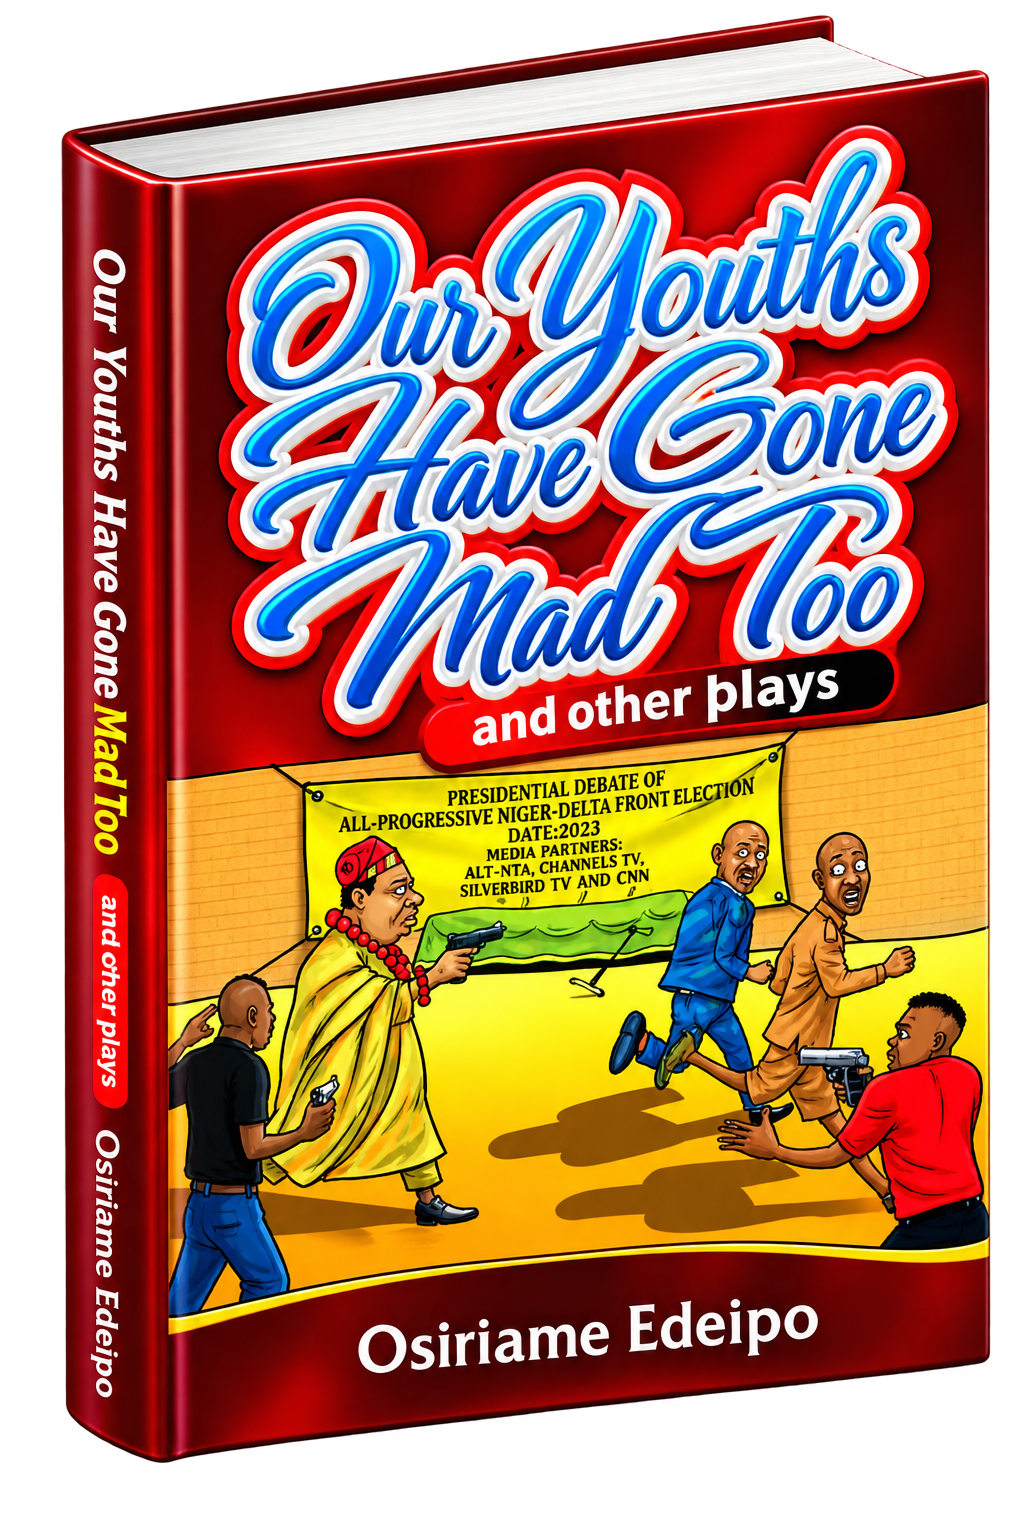 Our Youths Have Gone Mad Too and other plays Osiriame Edeipo
Our Youths
Have Gone
Mad Too
and other plays
PRESIDENTIAL DEBATE OF
ALL-PROGRESSIVE NIGER-DELTA FRONT ELECTION
DATE:2023
MEDIA PARTNERS:
ALT-NTA, CHANNELS TV,
SILVERBIRD TV AND CNN
Osiriame Edeipo